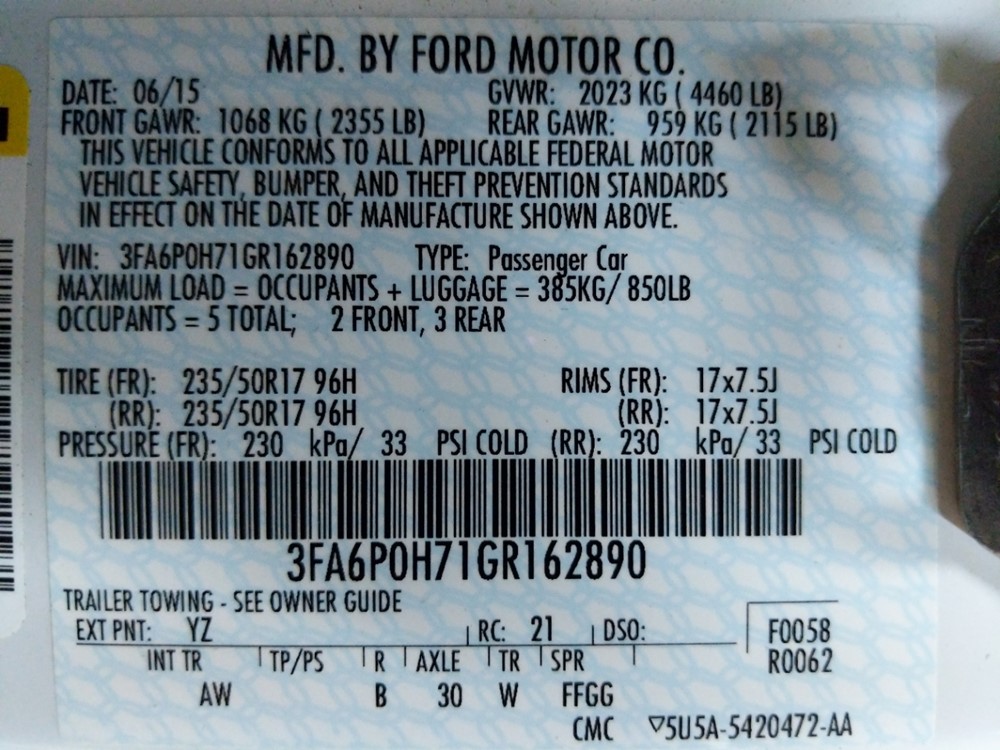 MFD. BY FORD MOTOR CO.
DATE: 06/15 GVWR: 2023 KG ( 4460 LB)
FRONT GAWR: 1068 KG ( 2355 LB) REAR GAWR: 959 KG ( 2115 LB)
THIS VEHICLE CONFORMS TO ALL APPLICABLE FEDERAL MOTOR
VEHICLE SAFETY, BUMPER, AND THEFT PREVENTION STANDARDS
IN EFFECT ON THE DATE OF MANUFACTURE SHOWN ABOVE.
VIN: 3FA6P0H71GR162890 TYPE: Passenger Car
MAXIMUM LOAD = OCCUPANTS + LUGGAGE = 385KG/ 850LB
OCCUPANTS = 5 TOTAL; 2 FRONT, 3 REAR
TIRE (FR): 235/50R17 96H RIMS (FR): 17x7.5J
(RR): 235/50R17 96H (RR): 17x7.5J
PRESSURE (FR): 230 kPa/ 33 PSI COLD (RR): 230 kPa/ 33 PSI COLD
3FA6P0H71GR162890
TRAILER TOWING - SEE OWNER GUIDE
EXT PNT: YZ RC: 21 DSO: F0058
INT TR TP/PS R AXLE TR SPR R0062
AW B 30 W FFGG
CMC ▽5U5A-5420472-AA